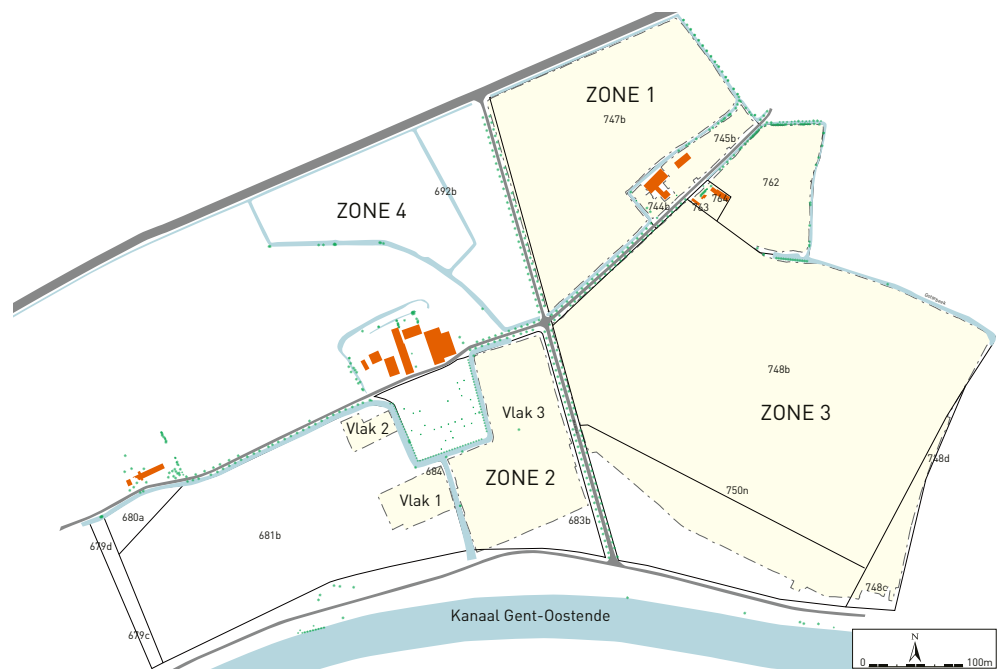 ZONE 1
747b
745b
762
692b
ZONE 4
744b
763
764
Vlak 3
748b
ZONE 3
Vlak 2
684
ZONE 2
Vlak 1
750n
748d
680a
681b
683b
679d
748c
Kanaal Gent-Oostende
679c
N
0
100m